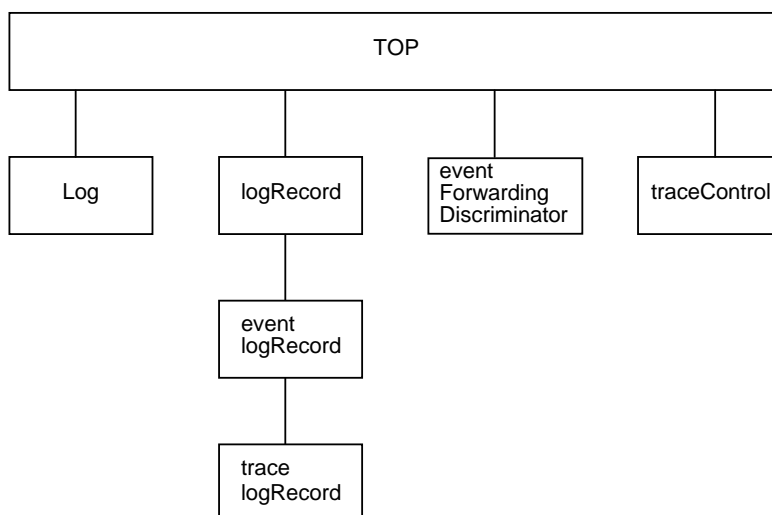 TOP
Log
logRecord
event
Forwarding
Discriminator
traceControl
event
logRecord
trace
logRecord